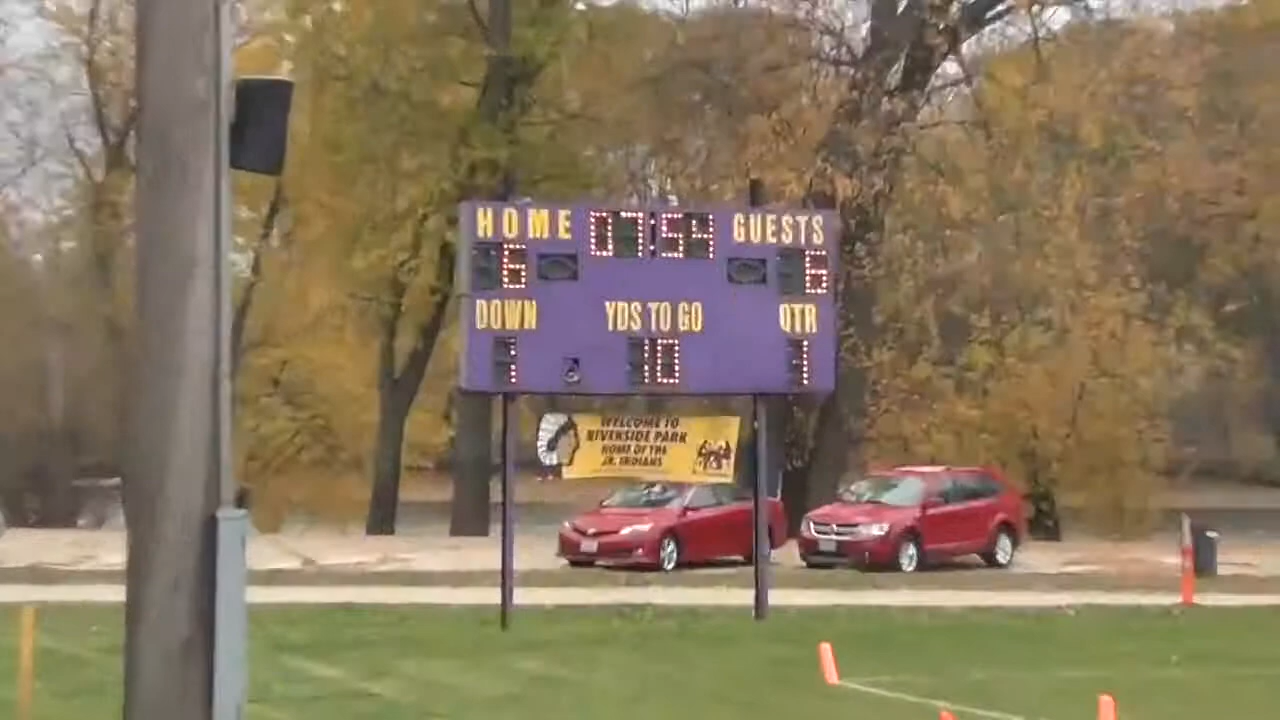 HOME 07:54 GUESTS
6 6
DOWN YDS TO GO QTR
1 10 1
WELCOME TO
RIVERSIDE PARK
HOME OF THE
JR. INDIANS